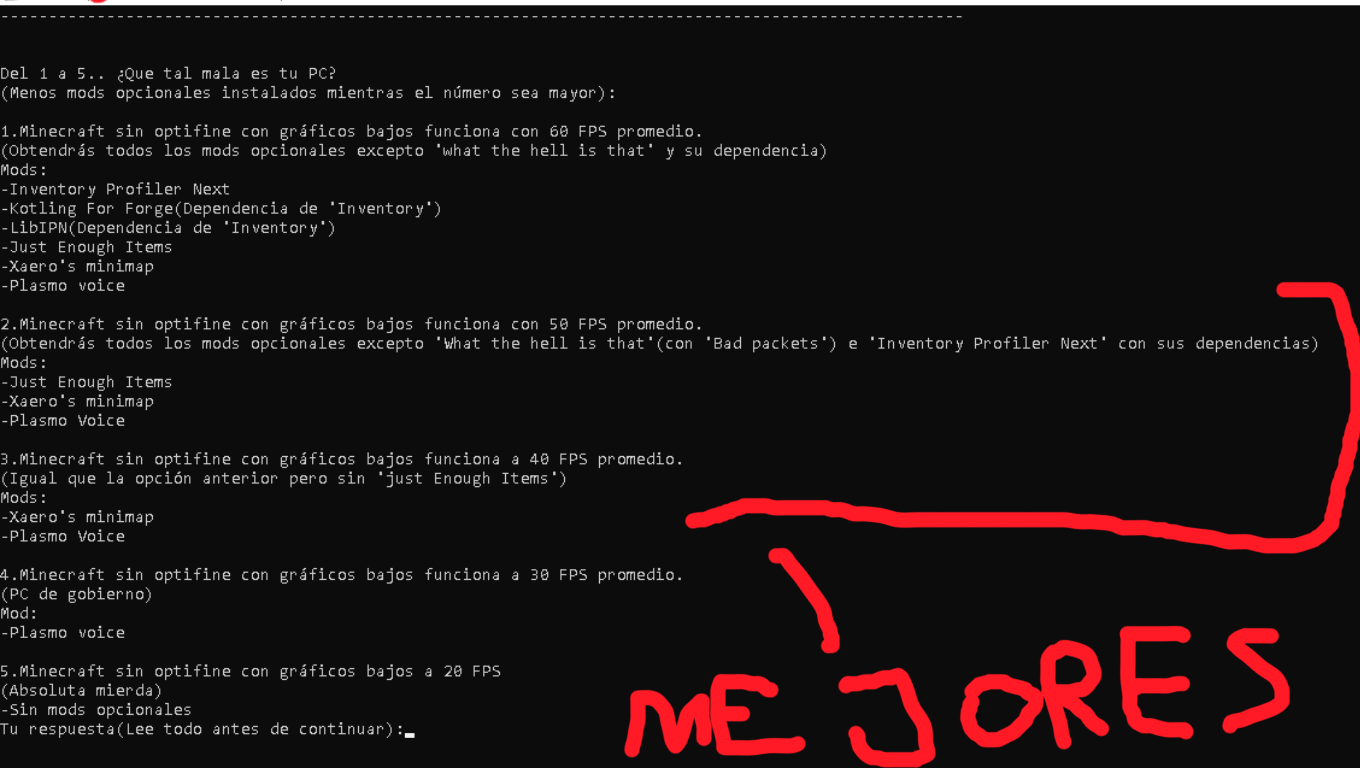 --------------------------------------------------------------------------------------------------
Del 1 a 5.. ¿Que tal mala es tu PC?
(Menos mods opcionales instalados mientras el número sea mayor):
1.Minecraft sin optifine con gráficos bajos funciona con 60 FPS promedio.
(Obtendrás todos los mods opcionales excepto 'what the hell is that' y su dependencia)
Mods:
-Inventory Profiler Next
-Kotling For Forge(Dependencia de 'Inventory')
-LibIPN(Dependencia de 'Inventory')
-Just Enough Items
-Xaero's minimap
-Plasmo voice
2.Minecraft sin optifine con gráficos bajos funciona con 50 FPS promedio.
(Obtendrás todos los mods opcionales excepto 'What the hell is that'(con 'Bad packets') e 'Inventory Profiler Next' con sus dependencias)
Mods:
-Just Enough Items
-Xaero's minimap
-Plasmo Voice
3.Minecraft sin optifine con gráficos bajos funciona a 40 FPS promedio.
(Igual que la opción anterior pero sin 'just Enough Items')
Mods:
-Xaero's minimap
-Plasmo Voice
4.Minecraft sin optifine con gráficos bajos funciona a 30 FPS promedio.
(PC de gobierno)
Mod:
-Plasmo voice
5.Minecraft sin optifine con gráficos bajos a 20 FPS
(Absoluta mierda)
-Sin mods opcionales
Tu respuesta(Lee todo antes de continuar):
MEJORES